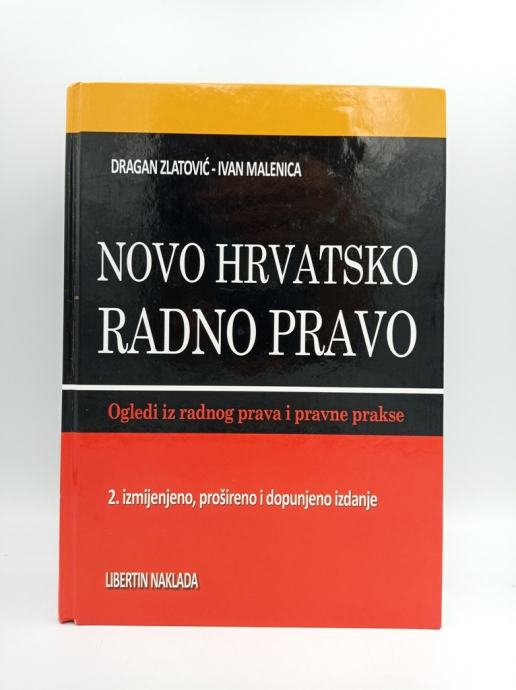 DRAGAN ZLATOVIĆ - IVAN MALENICA
NOVO HRVATSKO
RADNO PRAVO
Ogledi iz radnog prava i pravne prakse
2. izmijenjeno, prošireno i dopunjeno izdanje
LIBERTIN NAKLADA